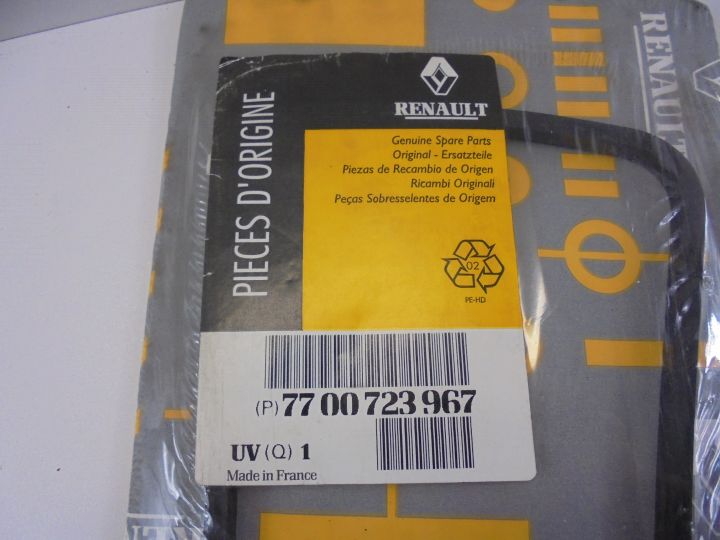 RENAULT
PIECES D'ORIGINE
Genuine Spare Parts
Original - Ersatzteile
Piezas de Recambio de Origen
Ricambi Originali
Peças Sobresselentes de Origem
02
PE-HD
(P) 77 00 723 967
UV (Q) 1
Made in France
RENAULT